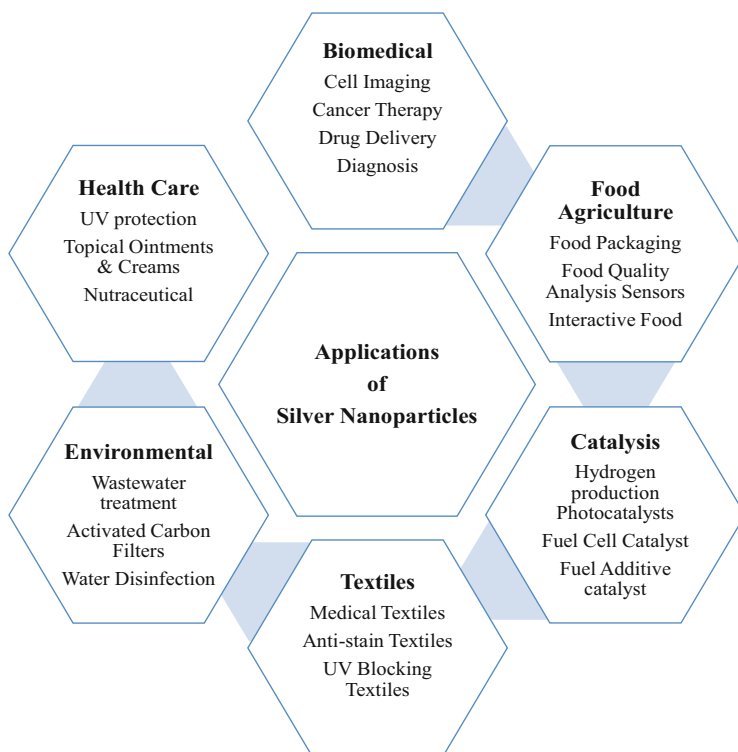 Biomedical
Cell Imaging
Cancer Therapy
Drug Delivery
Diagnosis
Health Care
UV protection
Topical Ointments
& Creams
Nutraceutical
Food
Agriculture
Food Packaging
Food Quality
Analysis Sensors
Interactive Food
Applications
of
Silver Nanoparticles
Environmental
Wastewater
treatment
Activated Carbon
Filters
Water Disinfection
Catalysis
Hydrogen
production
Photocatalysts
Fuel Cell Catalyst
Fuel Additive
catalyst
Textiles
Medical Textiles
Anti-stain Textiles
UV Blocking
Textiles